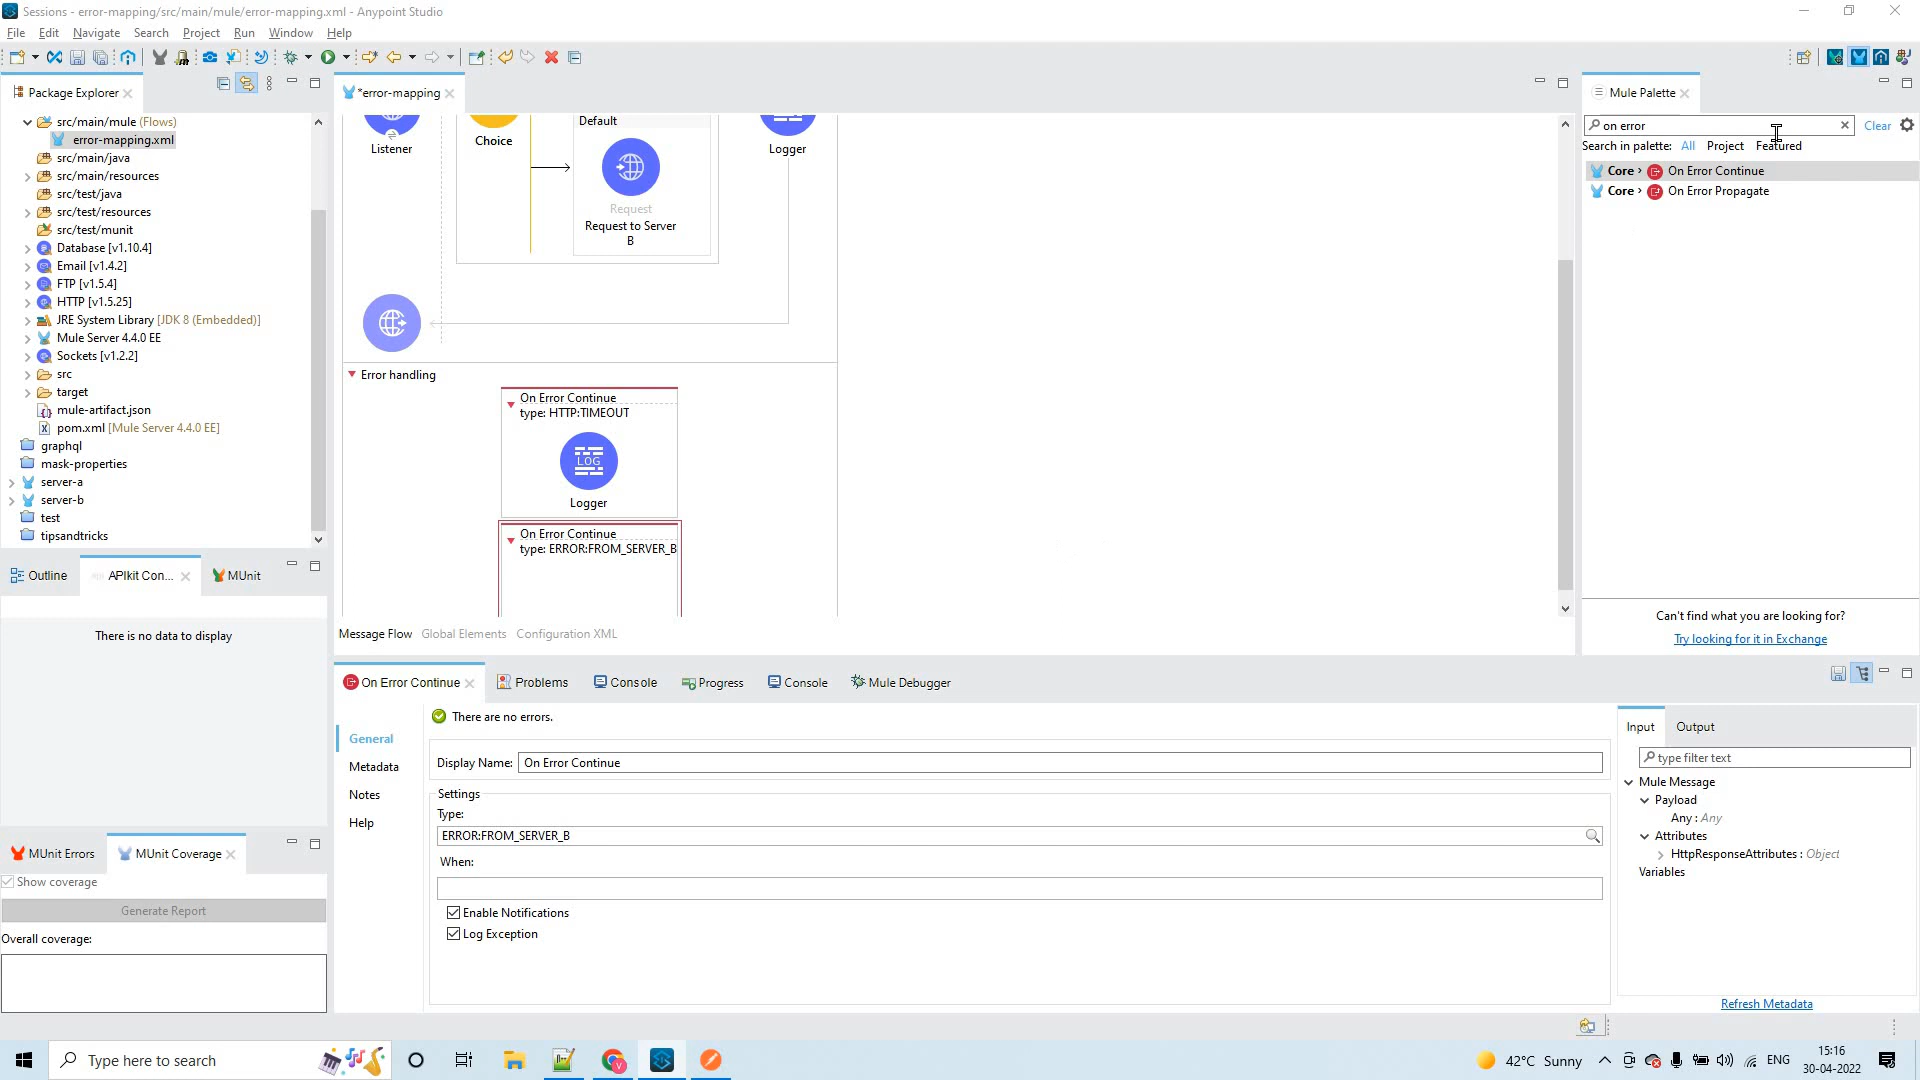 Sessions - error-mapping/src/main/mule/error-mapping.xml - Anypoint Studio
File Edit Navigate Search Project Run Window Help
Package Explorer
src/main/mule (Flows)
error-mapping.xml
src/main/java
src/main/resources
src/test/java
src/test/resources
src/test/munit
Database [v1.10.4]
Email [v1.4.2]
FTP [v1.5.4]
HTTP [v1.5.25]
JRE System Library [JDK 8 (Embedded)]
Mule Server 4.4.0 EE
Sockets [v1.2.2]
src
target
mule-artifact.json
pom.xml [Mule Server 4.4.0 EE]
graphql
mask-properties
server-a
server-b
test
tipsandtricks
Outline
APIkit Con...
MUnit
There is no data to display
MUnit Errors
MUnit Coverage
Show coverage
Generate Report
Overall coverage:
*error-mapping
Listener
Choice
Default
Request
Request to Server
B
Logger
Error handling
On Error Continue
type: HTTP:TIMEOUT
LOG
Logger
On Error Continue
type: ERROR:FROM_SERVER_B
Message Flow Global Elements Configuration XML
Mule Palette
on error
Clear
Search in palette: All Project Featured
Core › On Error Continue
Core › On Error Propagate
Can't find what you are looking for?
Try looking for it in Exchange
On Error Continue
Problems
Console
Progress
Console
Mule Debugger
There are no errors.
General
Metadata
Notes
Help
Display Name: On Error Continue
Settings
Type:
ERROR:FROM_SERVER_B
When:
Enable Notifications
Log Exception
Input
Output
type filter text
Mule Message
Payload
Any : Any
Attributes
HttpResponseAttributes : Object
Variables
Refresh Metadata
Type here to search
42°C Sunny
ENG
15:16
30-04-2022